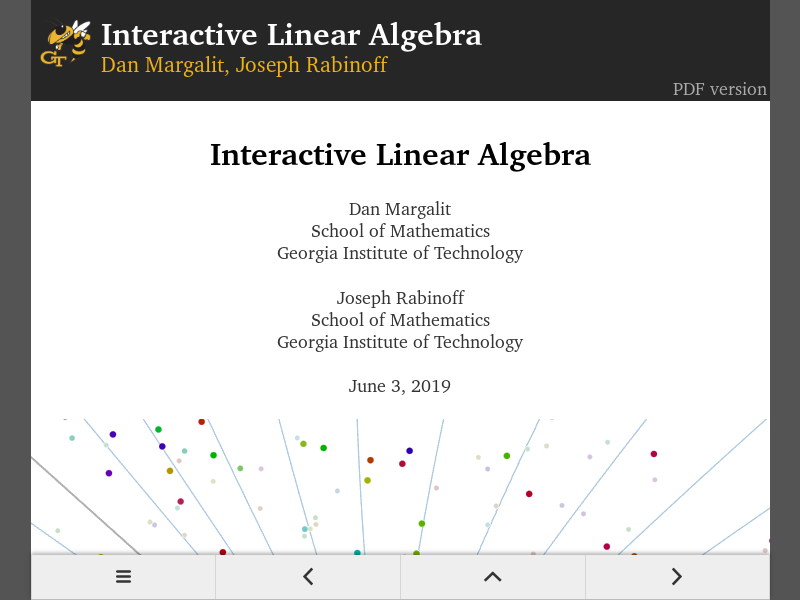 Interactive Linear Algebra
Dan Margalit, Joseph Rabinoff
GT
PDF version
Interactive Linear Algebra
Dan Margalit
School of Mathematics
Georgia Institute of Technology
Joseph Rabinoff
School of Mathematics
Georgia Institute of Technology
June 3, 2019